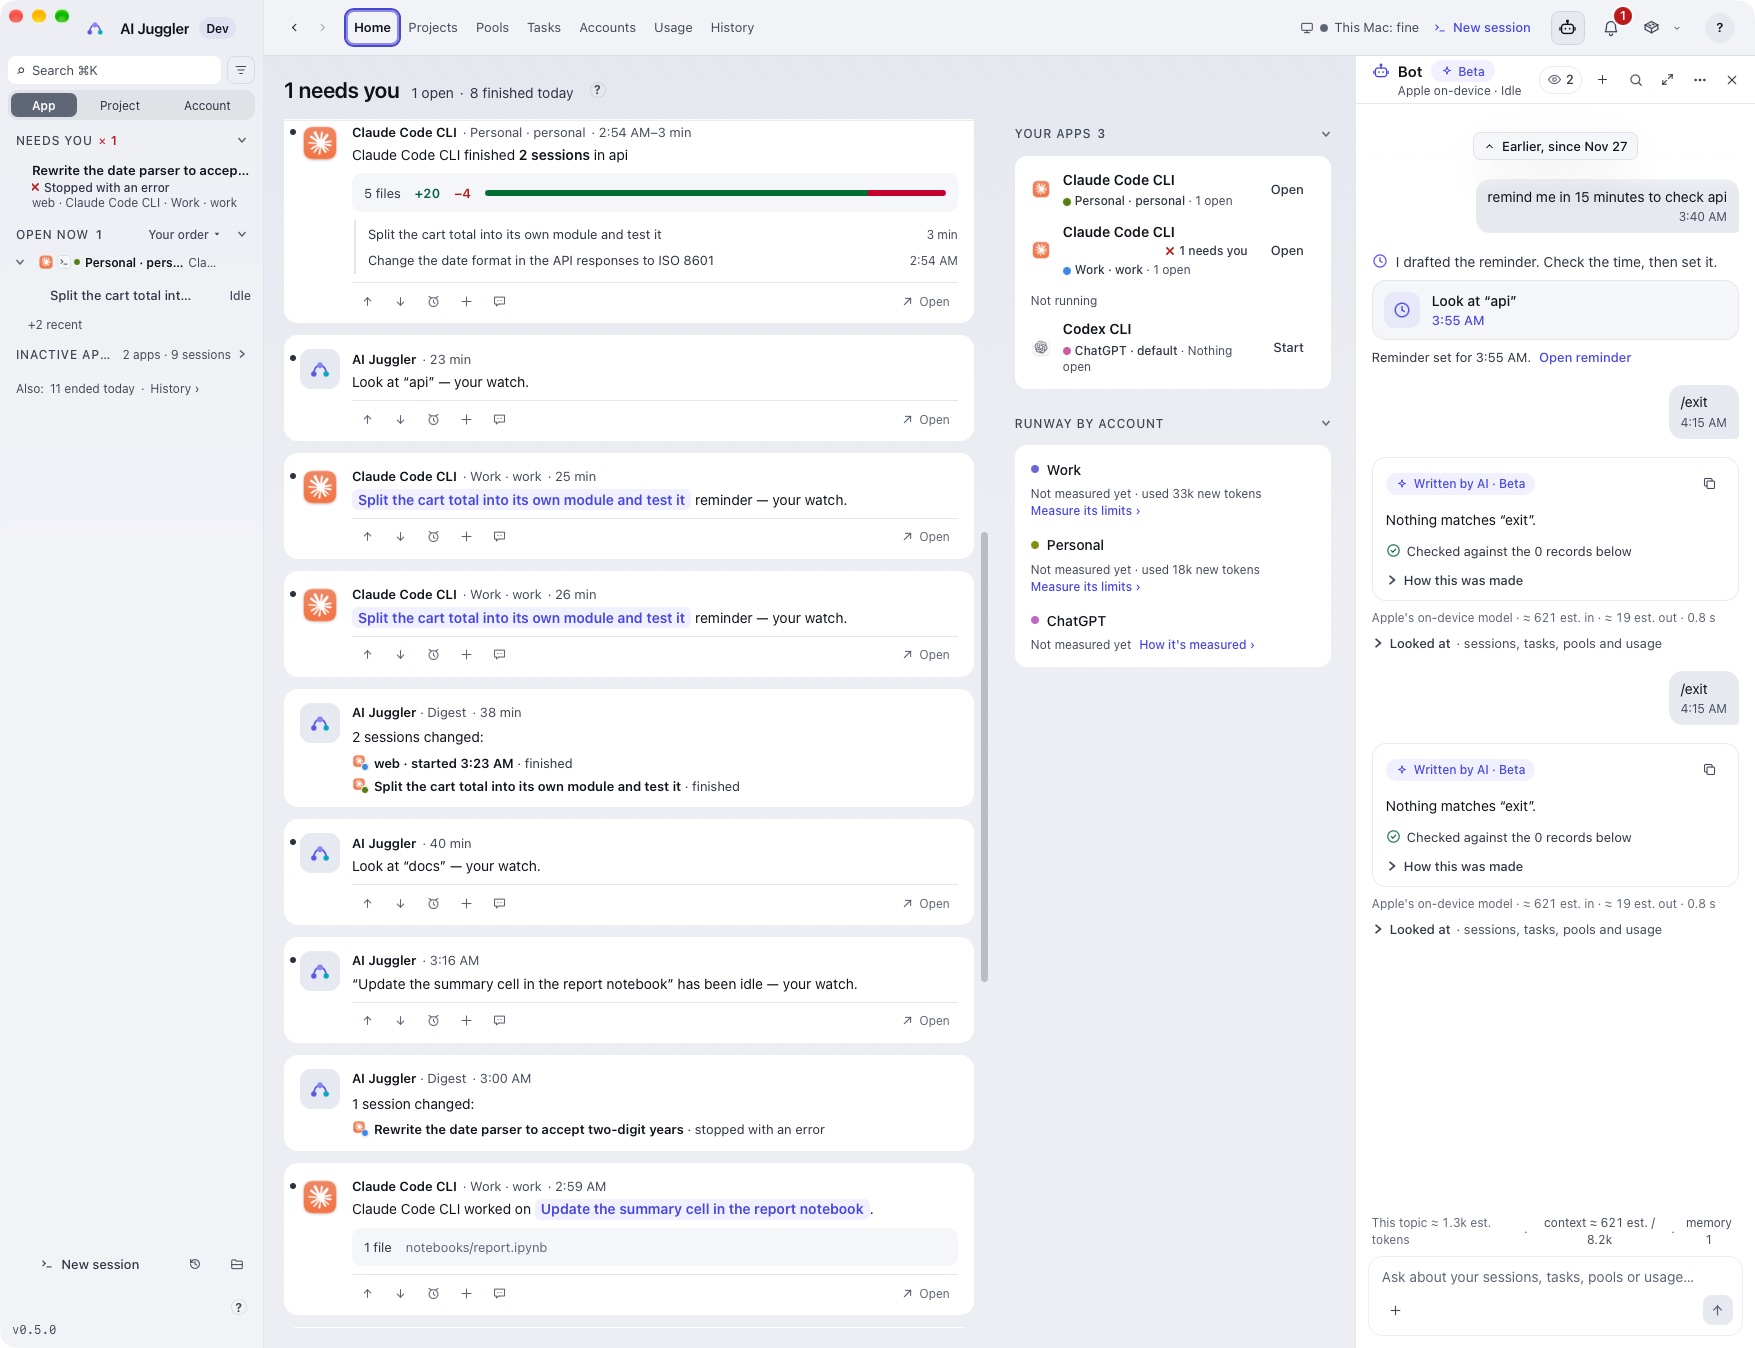 AI Juggler Dev
Search ⌘K
App Project Account
NEEDS YOU × 1
Rewrite the date parser to accep...
× Stopped with an error
web · Claude Code CLI · Work · work
OPEN NOW 1 Your order
Personal · pers... Cla...
Split the cart total int... Idle
+2 recent
INACTIVE AP... 2 apps · 9 sessions
Also: 11 ended today · History ›
New session
?
v0.5.0
Home Projects Pools Tasks Accounts Usage History
This Mac: fine New session 1 ?
1 needs you 1 open · 8 finished today ?
Claude Code CLI · Personal · personal · 2:54 AM–3 min
Claude Code CLI finished 2 sessions in api
5 files +20 −4
Split the cart total into its own module and test it 3 min
Change the date format in the API responses to ISO 8601 2:54 AM
Open
AI Juggler · 23 min
Look at “api” — your watch.
Open
Claude Code CLI · Work · work · 25 min
Split the cart total into its own module and test it reminder — your watch.
Open
Claude Code CLI · Work · work · 26 min
Split the cart total into its own module and test it reminder — your watch.
Open
AI Juggler · Digest · 38 min
2 sessions changed:
web · started 3:23 AM · finished
Split the cart total into its own module and test it · finished
AI Juggler · 40 min
Look at “docs” — your watch.
Open
AI Juggler · 3:16 AM
“Update the summary cell in the report notebook” has been idle — your watch.
Open
AI Juggler · Digest · 3:00 AM
1 session changed:
Rewrite the date parser to accept two-digit years · stopped with an error
Claude Code CLI · Work · work · 2:59 AM
Claude Code CLI worked on Update the summary cell in the report notebook .
1 file notebooks/report.ipynb
Open
YOUR APPS 3
Claude Code CLI
Personal · personal · 1 open
Open
Claude Code CLI
× 1 needs you
Work · work · 1 open
Open
Not running
Codex CLI
ChatGPT · default · Nothing
open
Start
RUNWAY BY ACCOUNT
Work
Not measured yet · used 33k new tokens
Measure its limits ›
Personal
Not measured yet · used 18k new tokens
Measure its limits ›
ChatGPT
Not measured yet How it's measured ›
Bot Beta
Apple on-device · Idle
2
Earlier, since Nov 27
remind me in 15 minutes to check api
3:40 AM
I drafted the reminder. Check the time, then set it.
Look at “api”
3:55 AM
Reminder set for 3:55 AM. Open reminder
/exit
4:15 AM
Written by AI · Beta
Nothing matches “exit”.
Checked against the 0 records below
How this was made
Apple's on-device model · ≈ 621 est. in · ≈ 19 est. out · 0.8 s
Looked at · sessions, tasks, pools and usage
/exit
4:15 AM
Written by AI · Beta
Nothing matches “exit”.
Checked against the 0 records below
How this was made
Apple's on-device model · ≈ 621 est. in · ≈ 19 est. out · 0.8 s
Looked at · sessions, tasks, pools and usage
This topic ≈ 1.3k est. tokens · context ≈ 621 est. / 8.2k · memory 1
Ask about your sessions, tasks, pools or usage...